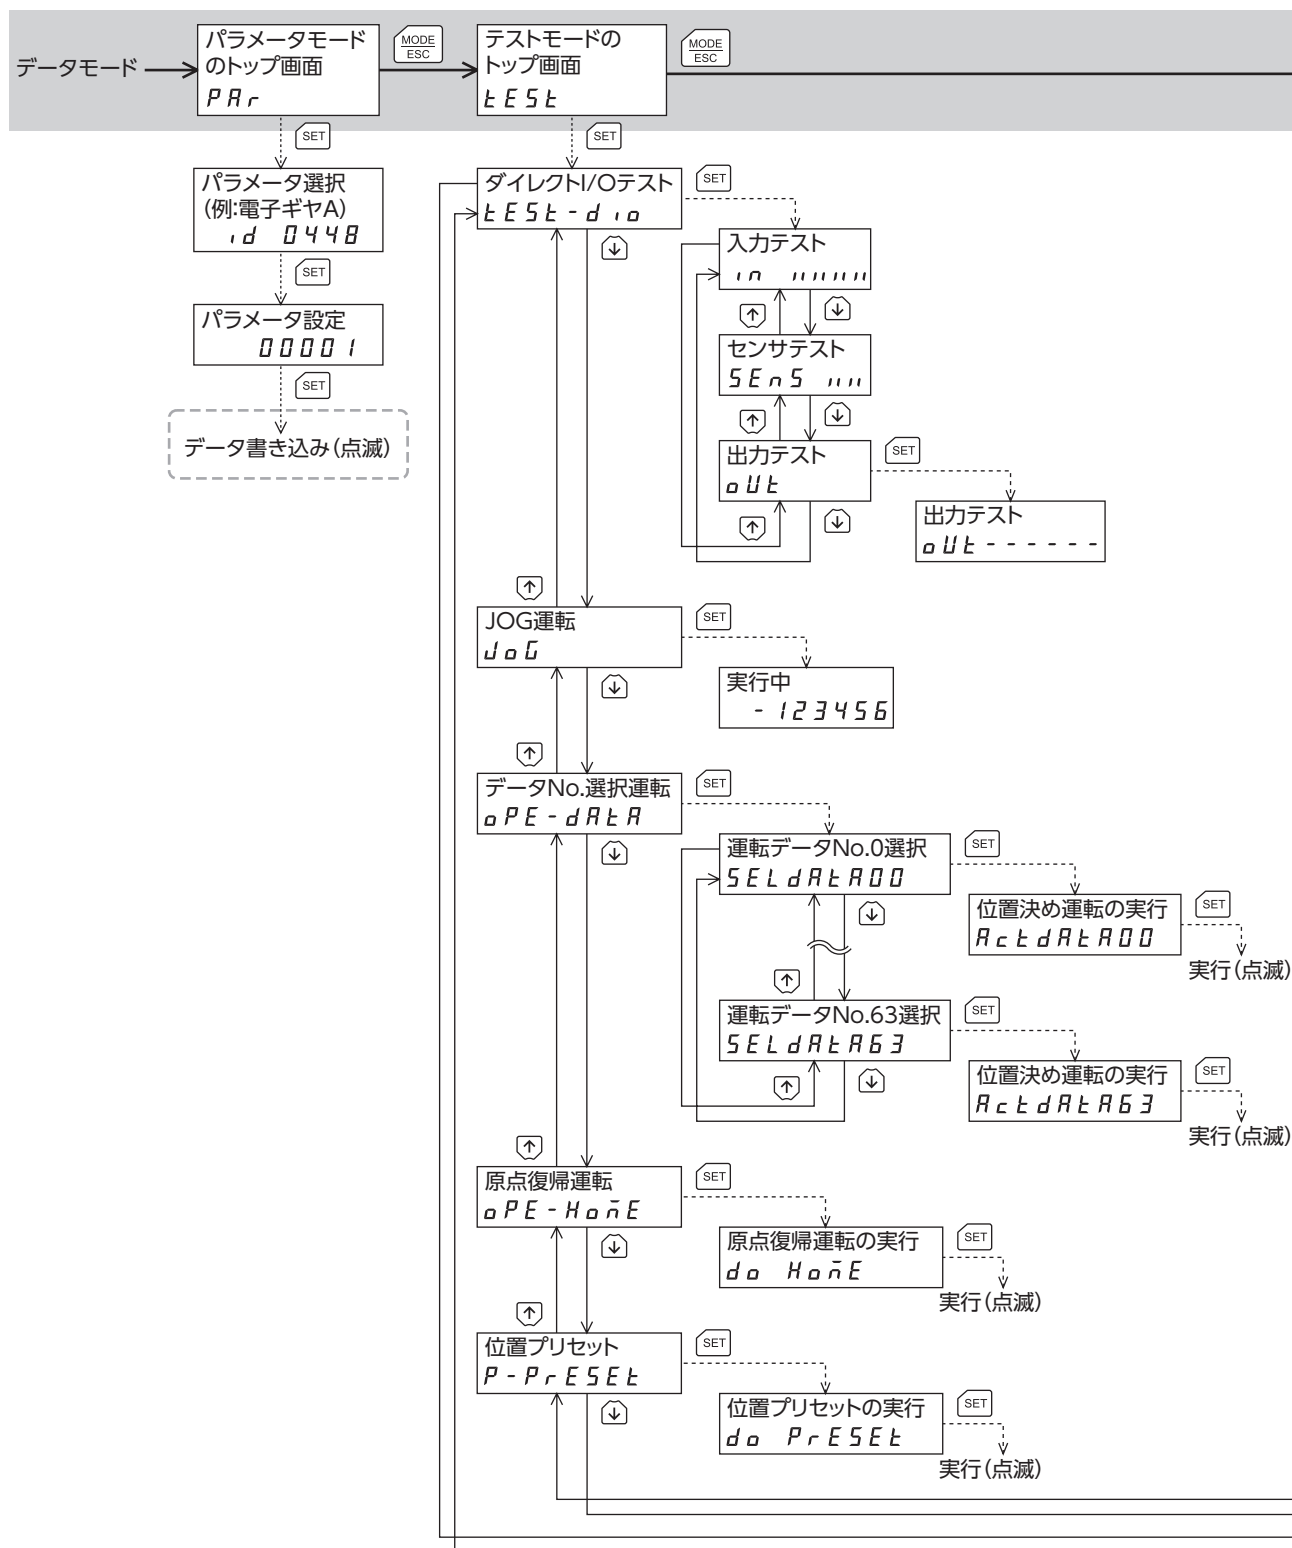 データモード
パラメータモード
のトップ画面
PAr
MODE
ESC
テストモードの
トップ画面
tESt
MODE
ESC
SET
SET
パラメータ選択
(例:電子ギヤA)
id 0448
SET
パラメータ設定
00001
SET
データ書き込み(点滅)
ダイレクトI/Oテスト
tESt-dio
SET
↓
入力テスト
in
↑
↓
センサテスト
SEnS
↑
↓
出力テスト
oUt
SET
↑
↓
出力テスト
oUt------
↑
JOG運転
JoG
SET
↓
実行中
-123456
↑
データNo.選択運転
oPE-dAtA
SET
↓
運転データNo.0選択
SELdAtA00
SET
↓
位置決め運転の実行
ActdAtA00
SET
実行(点滅)
↑
運転データNo.63選択
SELdAtA63
SET
↑
↓
位置決め運転の実行
ActdAtA63
SET
実行(点滅)
↑
原点復帰運転
oPE-HomE
SET
↓
原点復帰運転の実行
do HomE
SET
実行(点滅)
↑
位置プリセット
P-PrESEt
SET
↓
位置プリセットの実行
do PrESEt
SET
実行(点滅)